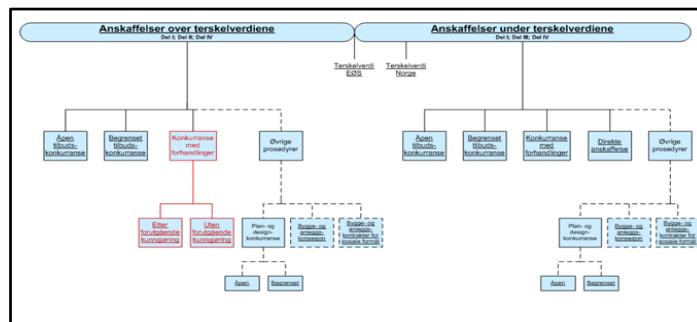 Anskaffelser over terskelverdiene
Del I; Del II; Del IV
Anskaffelser under terskelverdiene
Del I; Del III; Del IV
Terskelverdi
EØS
Terskelverdi
Norge
Åpen
tilbuds-
konkurranse
Begrenset
tilbuds-
konkurranse
Konkurranse
med
forhandlinger
Øvrige
prosedyrer
Åpen
tilbuds-
konkurranse
Begrenset
tilbuds-
konkurranse
Konkurranse
med
forhandlinger
Direkte
anskaffelse
Øvrige
prosedyrer
Etter
forutgående
kunngjøring
Uten
forutgående
kunngjøring
Plan- og
design-
konkurranse
Bygge- og
anleggs-
konsesjon
Bygge- og
anleggs-
kontrakter for
sosiale formål
Plan- og
design-
konkurranse
Bygge- og
anleggs-
konsesjon
Bygge- og
anleggs-
kontrakter for
sosiale formål
Åpen
Begrenset
Åpen
Begrenset